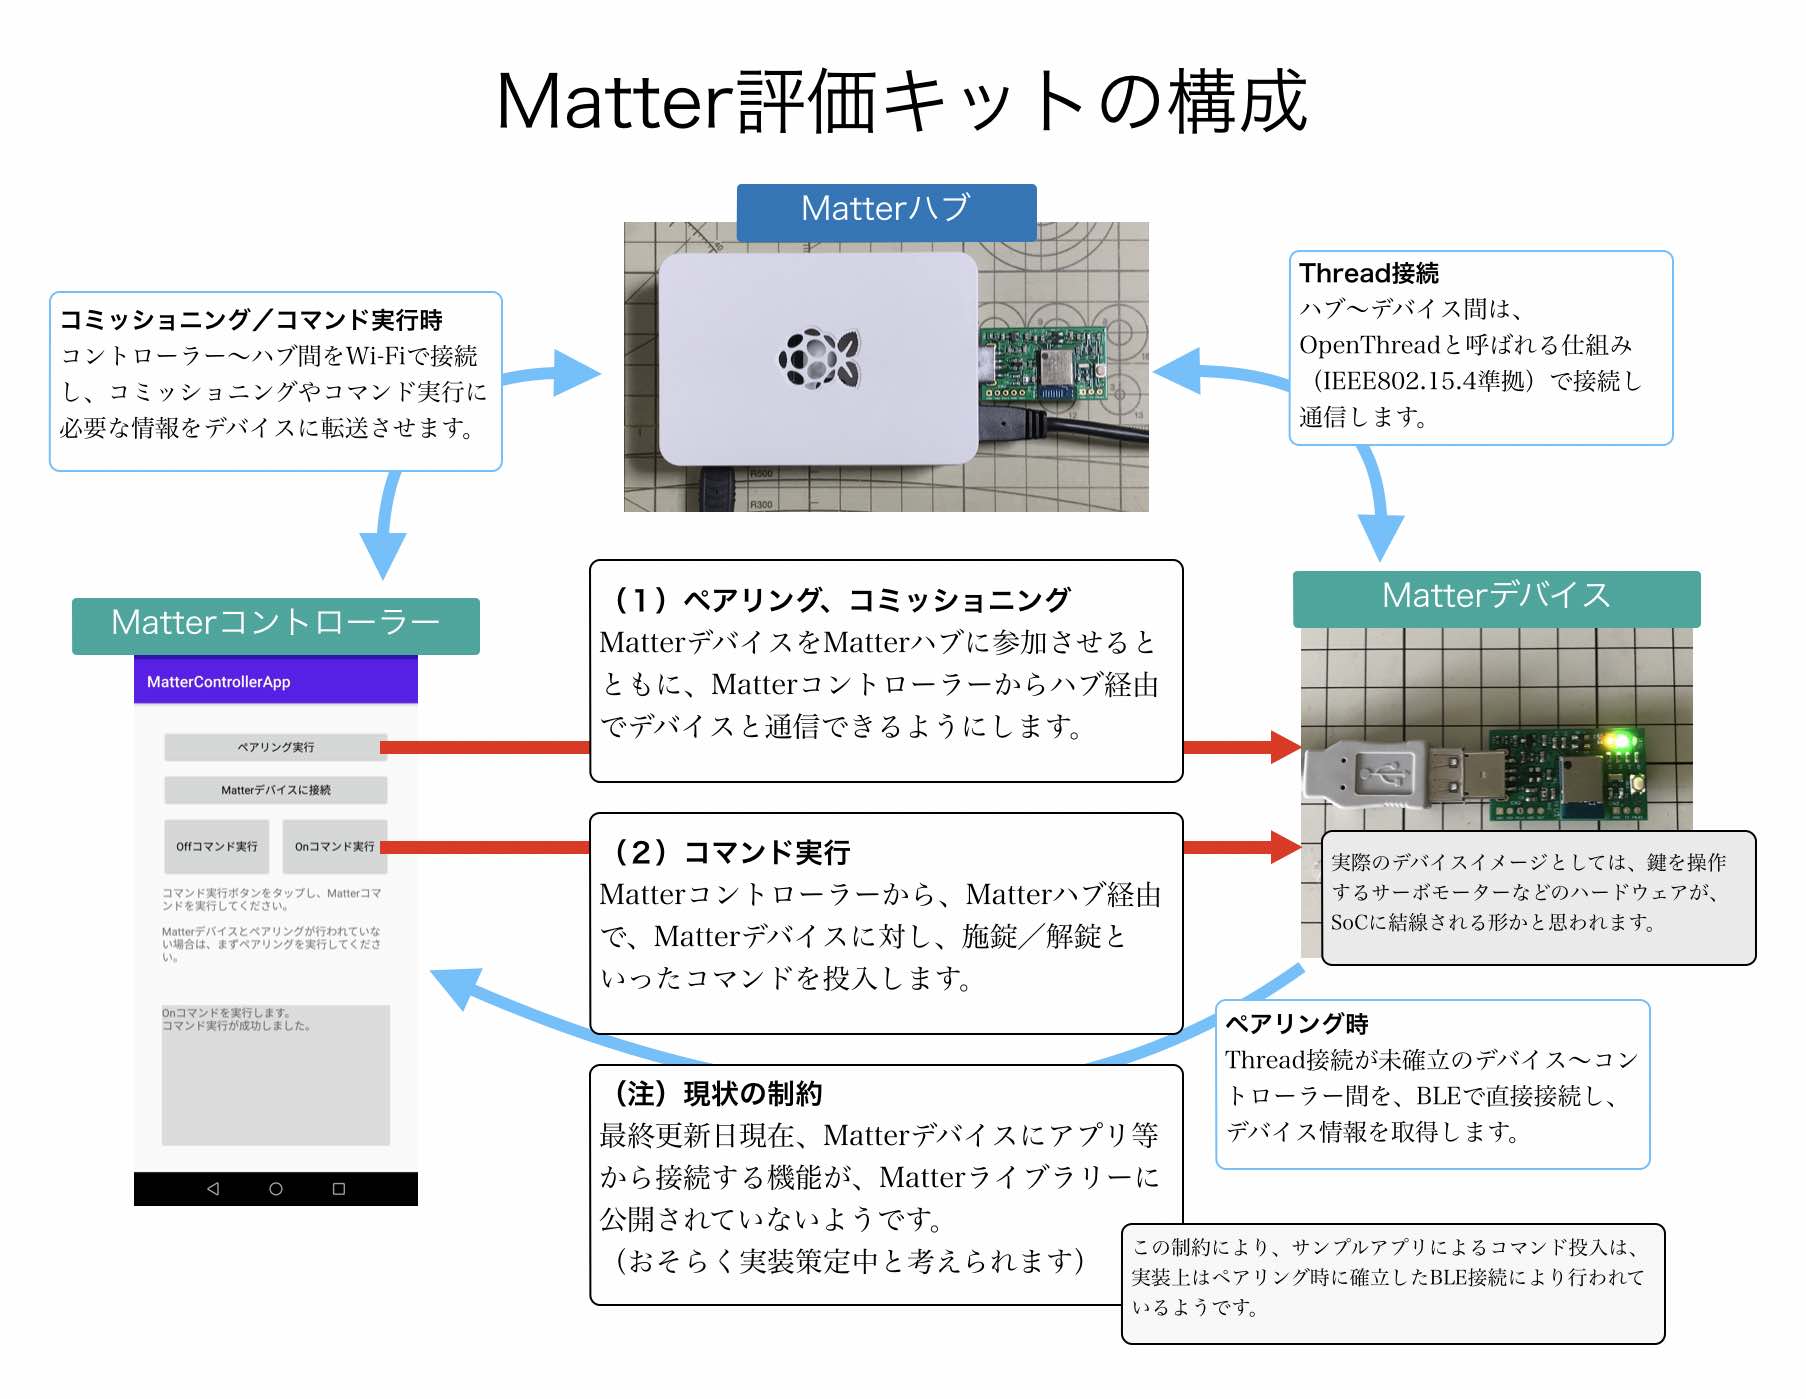 Matter評価キットの構成
Matterハブ
コミッショニング／コマンド実行時
コントローラー〜ハブ間をWi-Fiで接続
し、コミッショニングやコマンド実行に
必要な情報をデバイスに転送させます。
Thread接続
ハブ〜デバイス間は、
OpenThreadと呼ばれる仕組み
（IEEE802.15.4準拠）で接続し
通信します。
R500
R300
Matterコントローラー
MatterControllerApp
ペアリング実行
Matterデバイスに接続
Offコマンド実行
Onコマンド実行
コマンド実行ボタンをタップし、Matterコマ
ンドを実行してください。
Matterデバイスとペアリングが行われていな
い場合は、まずペアリングを実行してくださ
い。
Onコマンドを実行します。
コマンド実行が成功しました。
（１）ペアリング、コミッショニング
MatterデバイスをMatterハブに参加させると
ともに、Matterコントローラーからハブ経由
でデバイスと通信できるようにします。
（２）コマンド実行
Matterコントローラーから、Matterハブ経由
で、Matterデバイスに対し、施錠／解錠と
いったコマンドを投入します。
（注）現状の制約
最終更新日現在、Matterデバイスにアプリ等
から接続する機能が、Matterライブラリーに
公開されていないようです。
（おそらく実装策定中と考えられます）
Matterデバイス
実際のデバイスイメージとしては、鍵を操作
するサーボモーターなどのハードウェアが、
SoCに結線される形かと思われます。
ペアリング時
Thread接続が未確立のデバイス〜コン
トローラー間を、BLEで直接接続し、
デバイス情報を取得します。
この制約により、サンプルアプリによるコマンド投入は、
実装上はペアリング時に確立したBLE接続により行われて
いるようです。